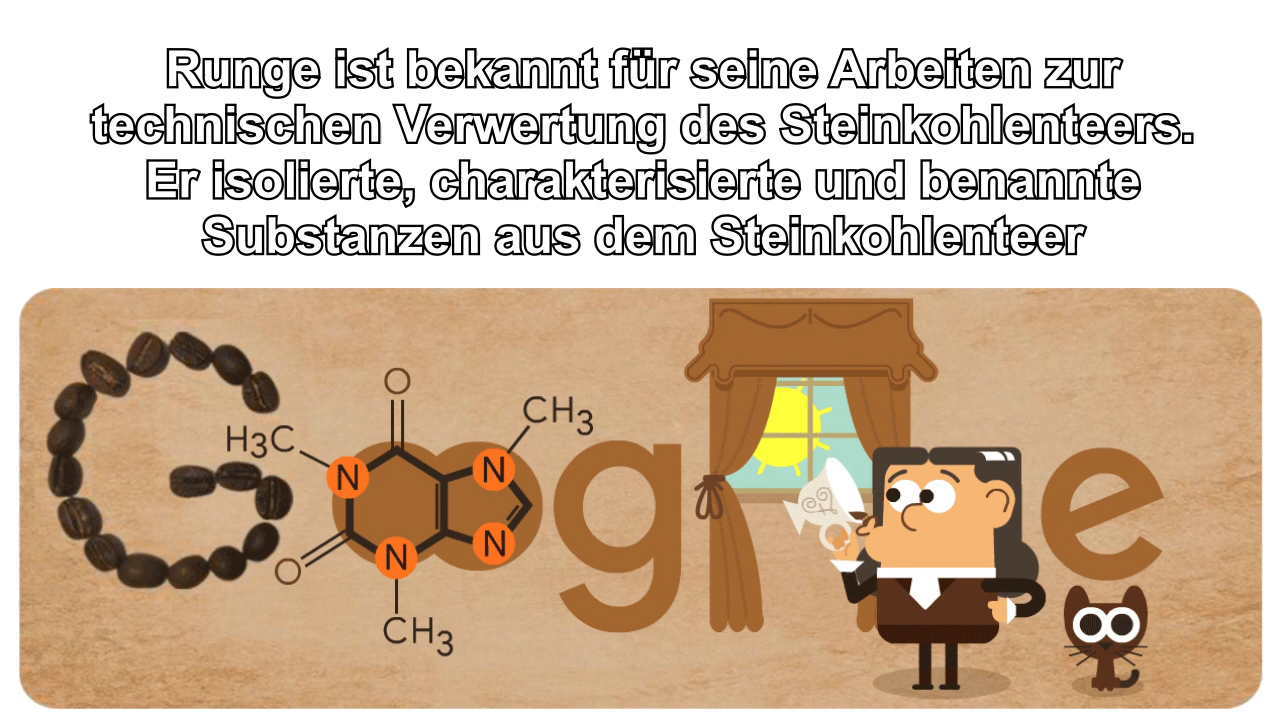 Runge ist bekannt für seine Arbeiten zur
technischen Verwertung des Steinkohlenteers.
Er isolierte, charakterisierte und benannte
Substanzen aus dem Steinkohlenteer
O
CH3
H3C
N
N
G
g
l
e
N
N
O
CH3